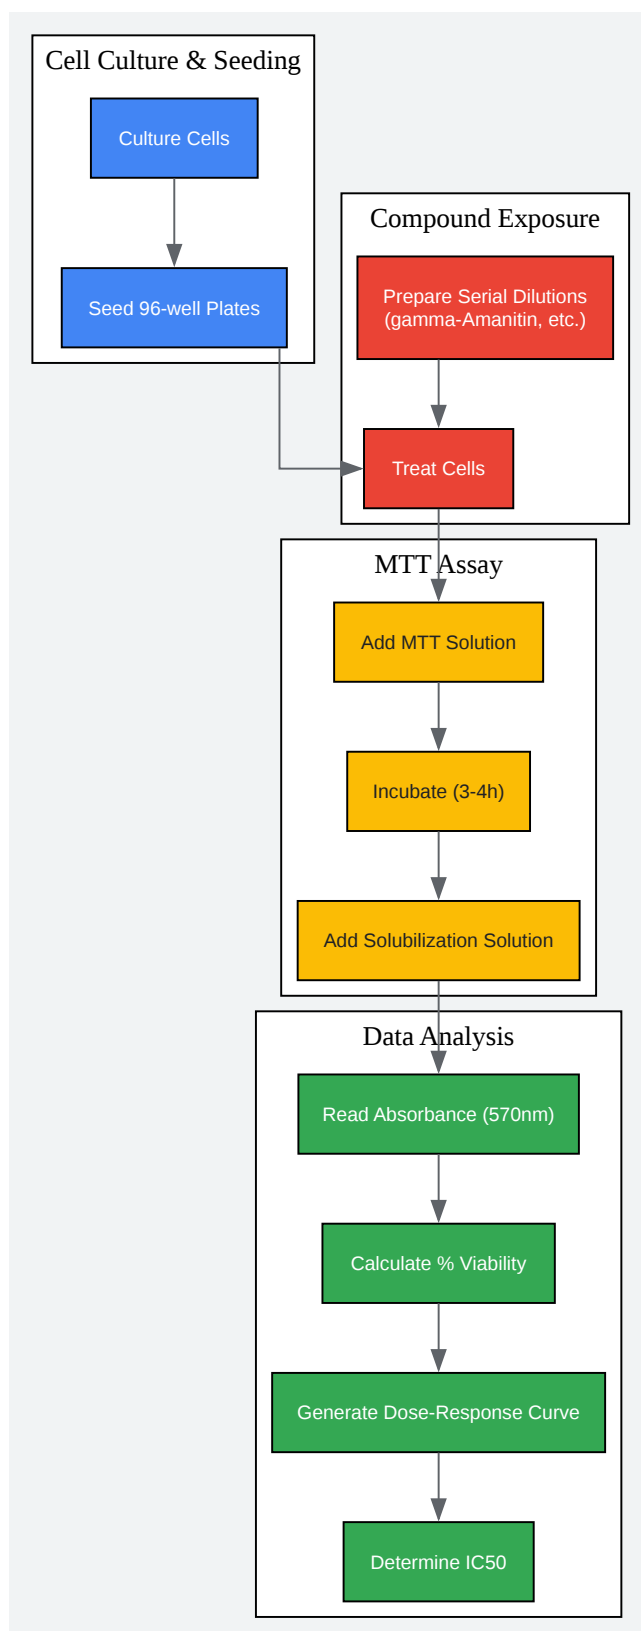 Cell Culture & Seeding
Culture Cells
Seed 96-well Plates
Compound Exposure
Prepare Serial Dilutions
(gamma-Amanitin, etc.)
Treat Cells
MTT Assay
Add MTT Solution
Incubate (3-4h)
Add Solubilization Solution
Data Analysis
Read Absorbance (570nm)
Calculate % Viability
Generate Dose-Response Curve
Determine IC50